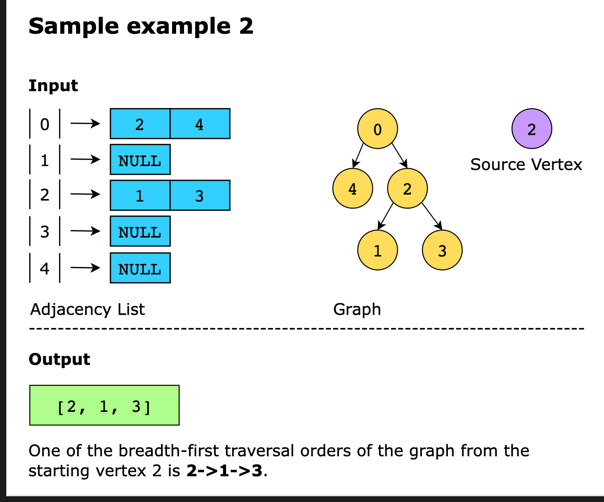 Sample example 2
Input
0 2 4
1 NULL
2 1 3
3 NULL
4 NULL
Adjacency List
0
4 2
1 3
Graph
2
Source Vertex
Output
[2, 1, 3]
One of the breadth-first traversal orders of the graph from the
starting vertex 2 is 2->1->3.